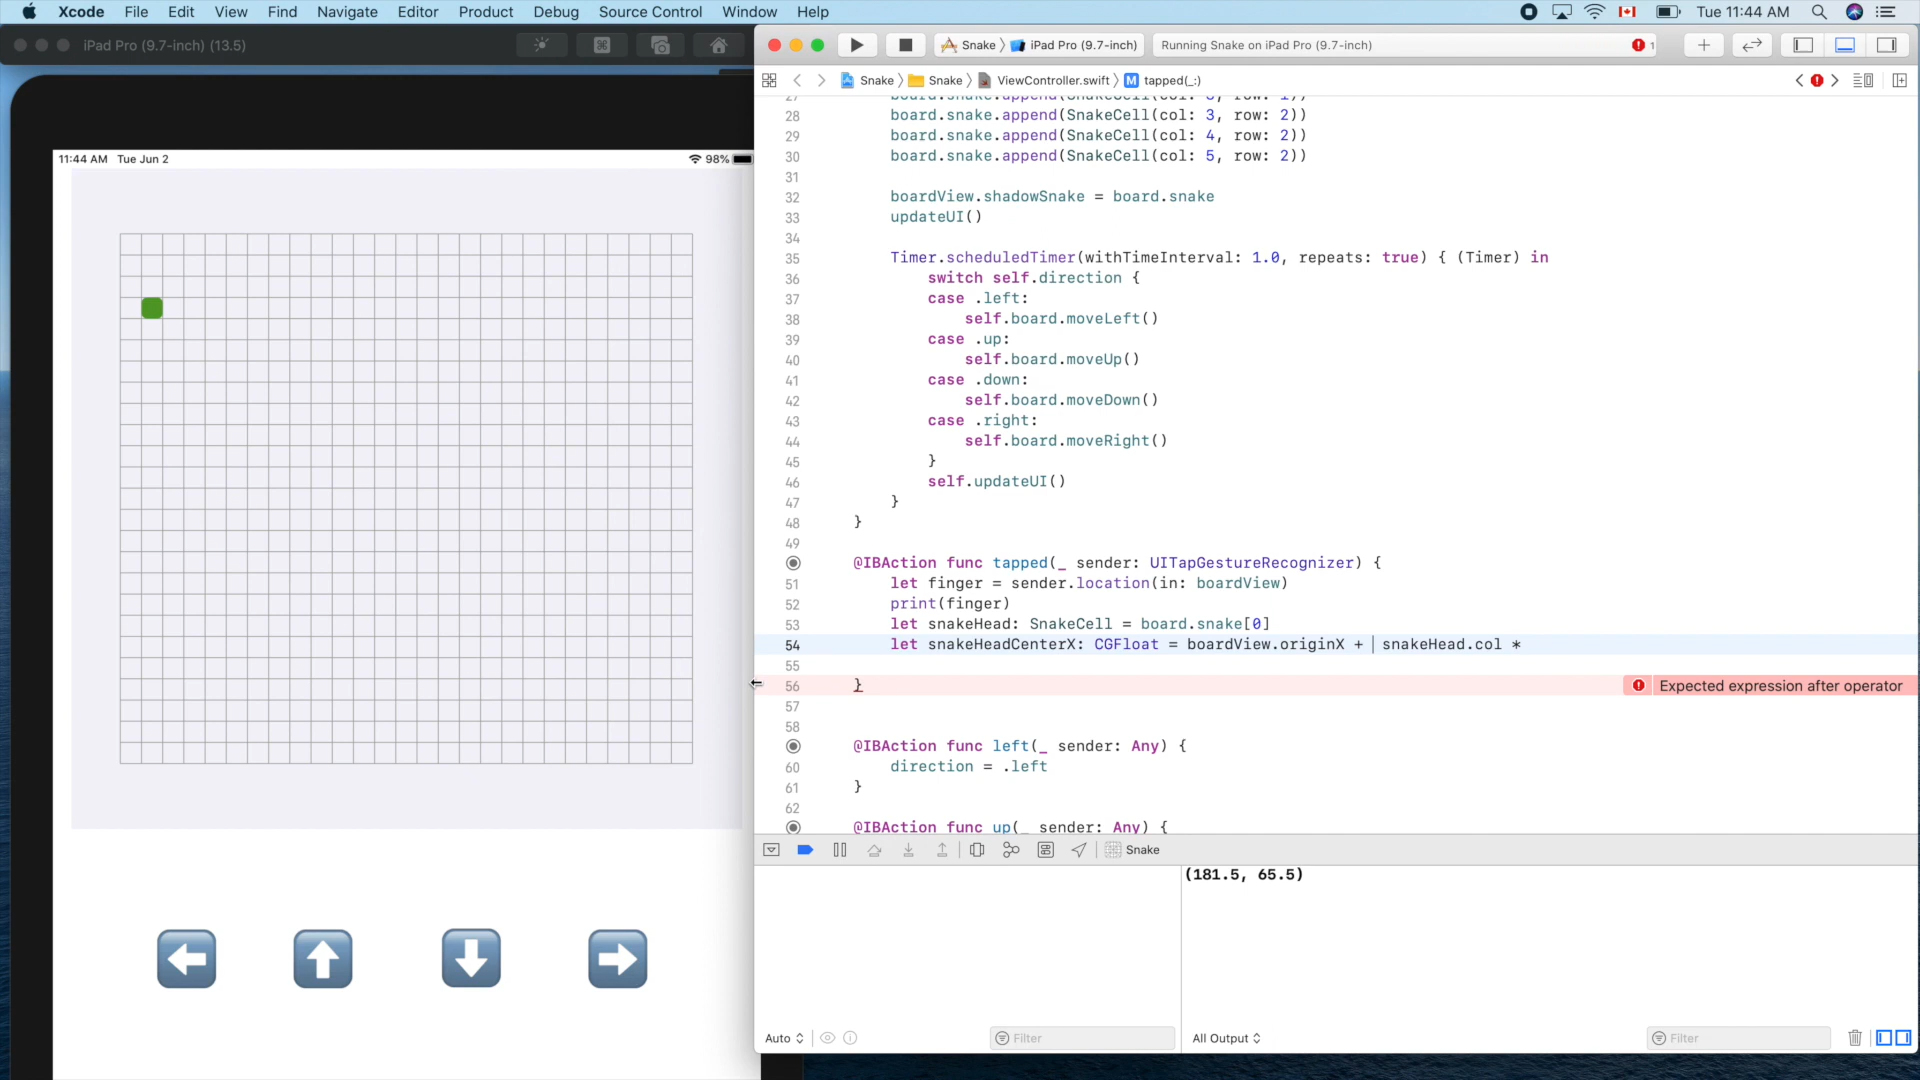 Xcode File Edit View Find Navigate Editor Product Debug Source Control Window Help Tue 11:44 AM
iPad Pro (9.7-inch) (13.5)
Snake iPad Pro (9.7-inch) Running Snake on iPad Pro (9.7-inch) 1
Snake Snake ViewController.swift M tapped(_:)
11:44 AM Tue Jun 2 98%
28 board.snake.append(SnakeCell(col: 3, row: 2))
29 board.snake.append(SnakeCell(col: 4, row: 2))
30 board.snake.append(SnakeCell(col: 5, row: 2))
31
32 boardView.shadowSnake = board.snake
33 updateUI()
34
35 Timer.scheduledTimer(withTimeInterval: 1.0, repeats: true) { (Timer) in
36 switch self.direction {
37 case .left:
38 self.board.moveLeft()
39 case .up:
40 self.board.moveUp()
41 case .down:
42 self.board.moveDown()
43 case .right:
44 self.board.moveRight()
45 }
46 self.updateUI()
47 }
48 }
49
@IBAction func tapped(_ sender: UITapGestureRecognizer) {
51 let finger = sender.location(in: boardView)
52 print(finger)
53 let snakeHead: SnakeCell = board.snake[0]
54 let snakeHeadCenterX: CGFloat = boardView.originX + snakeHead.col *
55
56 } Expected expression after operator
57
58
@IBAction func left(_ sender: Any) {
60 direction = .left
61 }
62
@IBAction func up(_ sender: Any) {
Snake
(181.5, 65.5)
Auto Filter All Output Filter